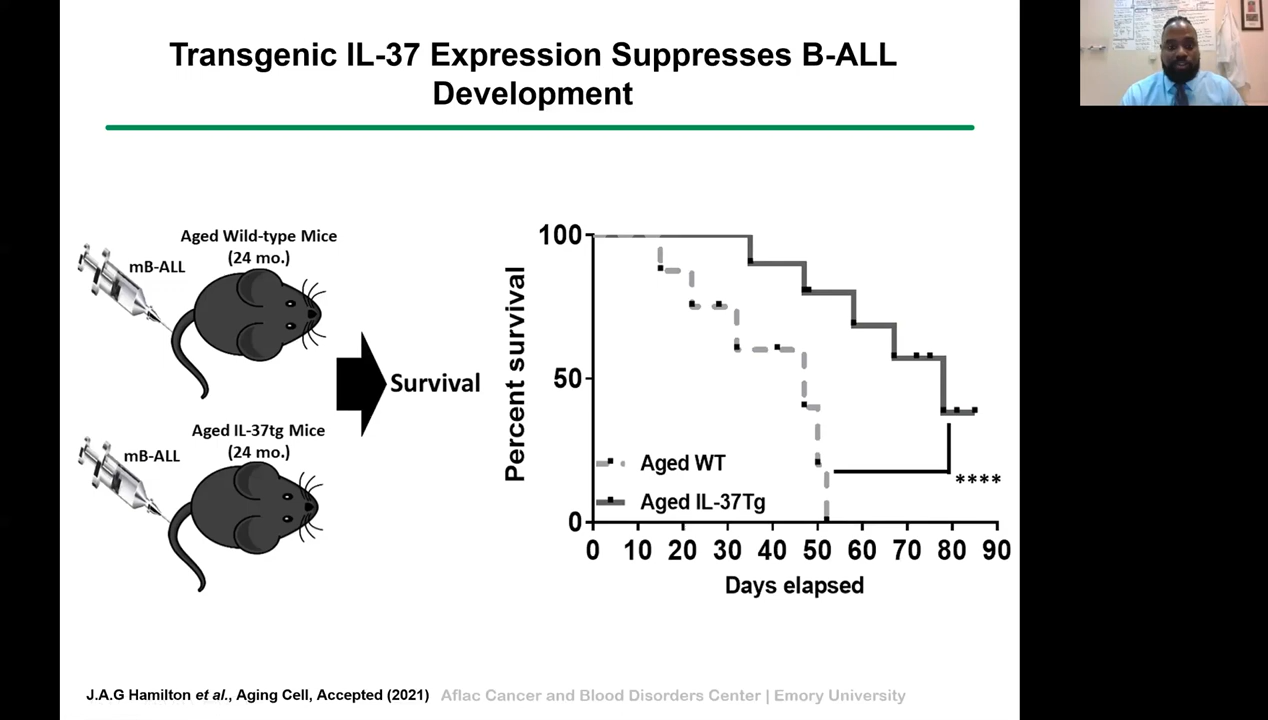 Transgenic IL-37 Expression Suppresses B-ALL
Development
Aged Wild-type Mice
(24 mo.)
mB-ALL
Aged IL-37tg Mice
(24 mo.)
mB-ALL
Survival
Percent survival
100
50
0
Aged WT
Aged IL-37Tg
****
0 10 20 30 40 50 60 70 80 90
Days elapsed
J.A.G Hamilton et al., Aging Cell, Accepted (2021) Aflac Cancer and Blood Disorders Center | Emory University